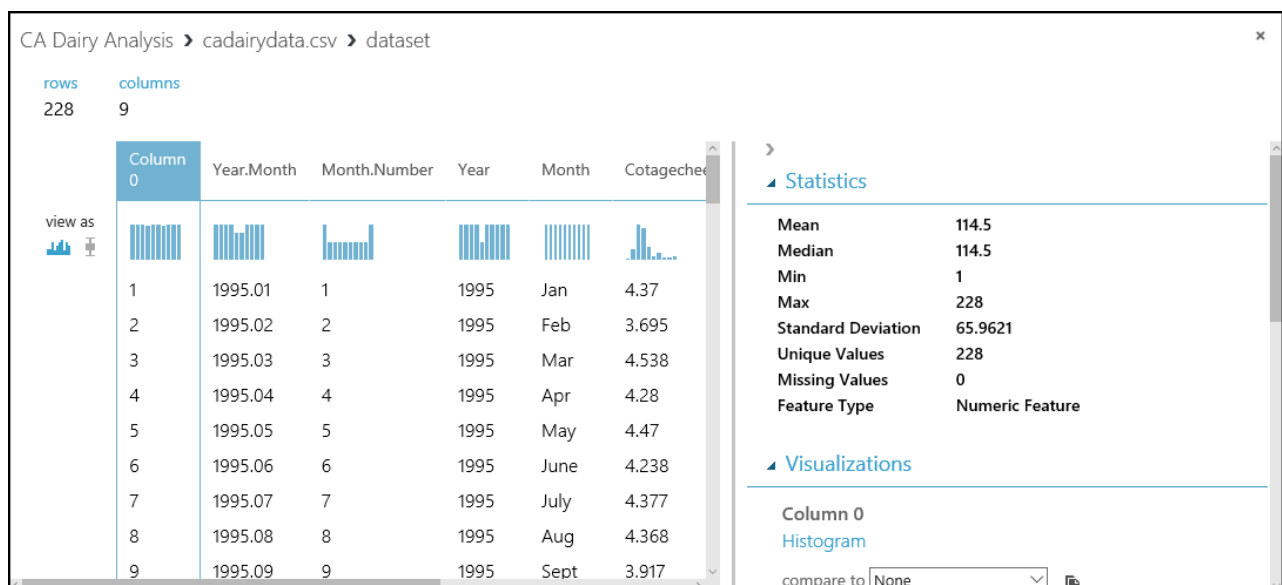 CA Dairy Analysis > cadairydata.csv > dataset
rows columns
228 9
Column 0 Year.Month Month.Number Year Month Cotagechee
view as
1 1995.01 1 1995 Jan 4.37
2 1995.02 2 1995 Feb 3.695
3 1995.03 3 1995 Mar 4.538
4 1995.04 4 1995 Apr 4.28
5 1995.05 5 1995 May 4.47
6 1995.06 6 1995 June 4.238
7 1995.07 7 1995 July 4.377
8 1995.08 8 1995 Aug 4.368
9 1995.09 9 1995 Sept 3.917
Statistics
Mean 114.5
Median 114.5
Min 1
Max 228
Standard Deviation 65.9621
Unique Values 228
Missing Values 0
Feature Type Numeric Feature
Visualizations
Column 0
Histogram
compare to None